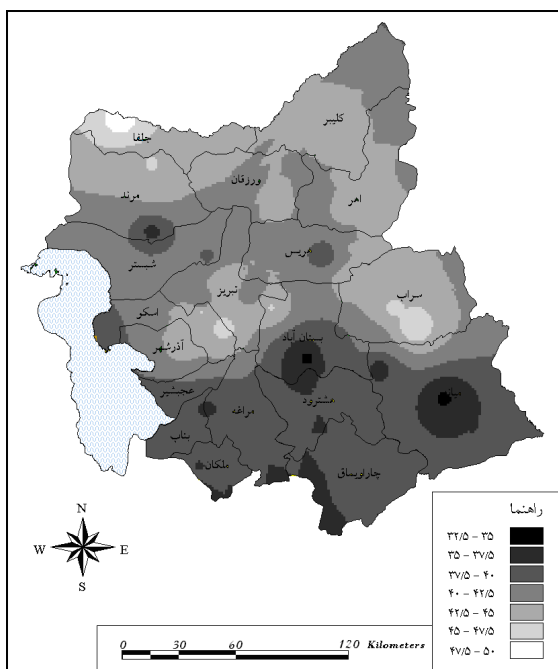 کلیبر
جلفا
ورزقان
اهر
مرند
هریس
شبستر
سراب
تبریز
اسکو
آذرشهر
بستان آباد
میانه
عجبشیر
هشترود
مراغه
بناب
ملکان
چاراویماق
N
W E
S
راهنما
۳۲/۵ – ۳۵
۳۵ – ۳۷/۵
۳۷/۵ – ۴۰
۴۰ – ۴۲/۵
۴۲/۵ – ۴۵
۴۵ – ۴۷/۵
۴۷/۵ – ۵۰
0 30 60 120 Kilometers